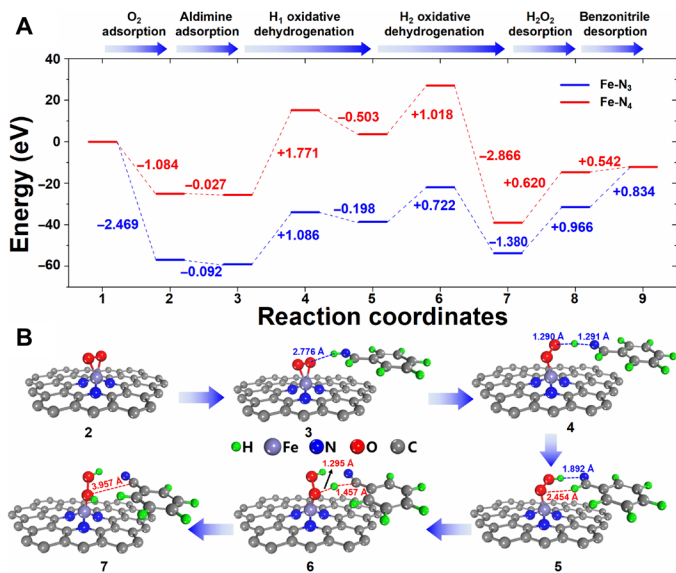 A
O2 adsorption
Aldimine adsorption
H1 oxidative dehydrogenation
H2 oxidative dehydrogenation
H2O2 desorption
Benzonitrile desorption
Energy (eV)
40
20
0
−20
−40
−60
Fe-N3
Fe-N4
−1.084
−0.027
+1.771
−0.503
+1.018
−2.866
+0.620
+0.542
−2.469
−0.092
+1.086
−0.198
+0.722
−1.380
+0.966
+0.834
1 2 3 4 5 6 7 8 9
Reaction coordinates
B
2
2.776 Å
3
1.290 Å 1.291 Å
4
H Fe N O C
3.957 Å
7
1.295 Å
1.457 Å
6
1.892 Å
2.454 Å
5